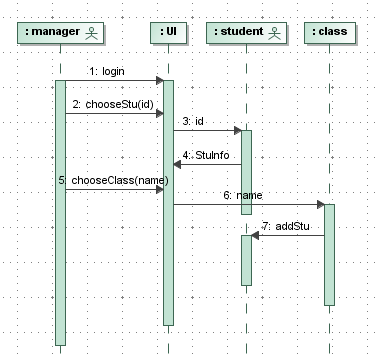 : manager
: UI
: student
: class
1: login
2: chooseStu(id)
3: id
4: StuInfo
5: chooseClass(name)
6: name
7: addStu